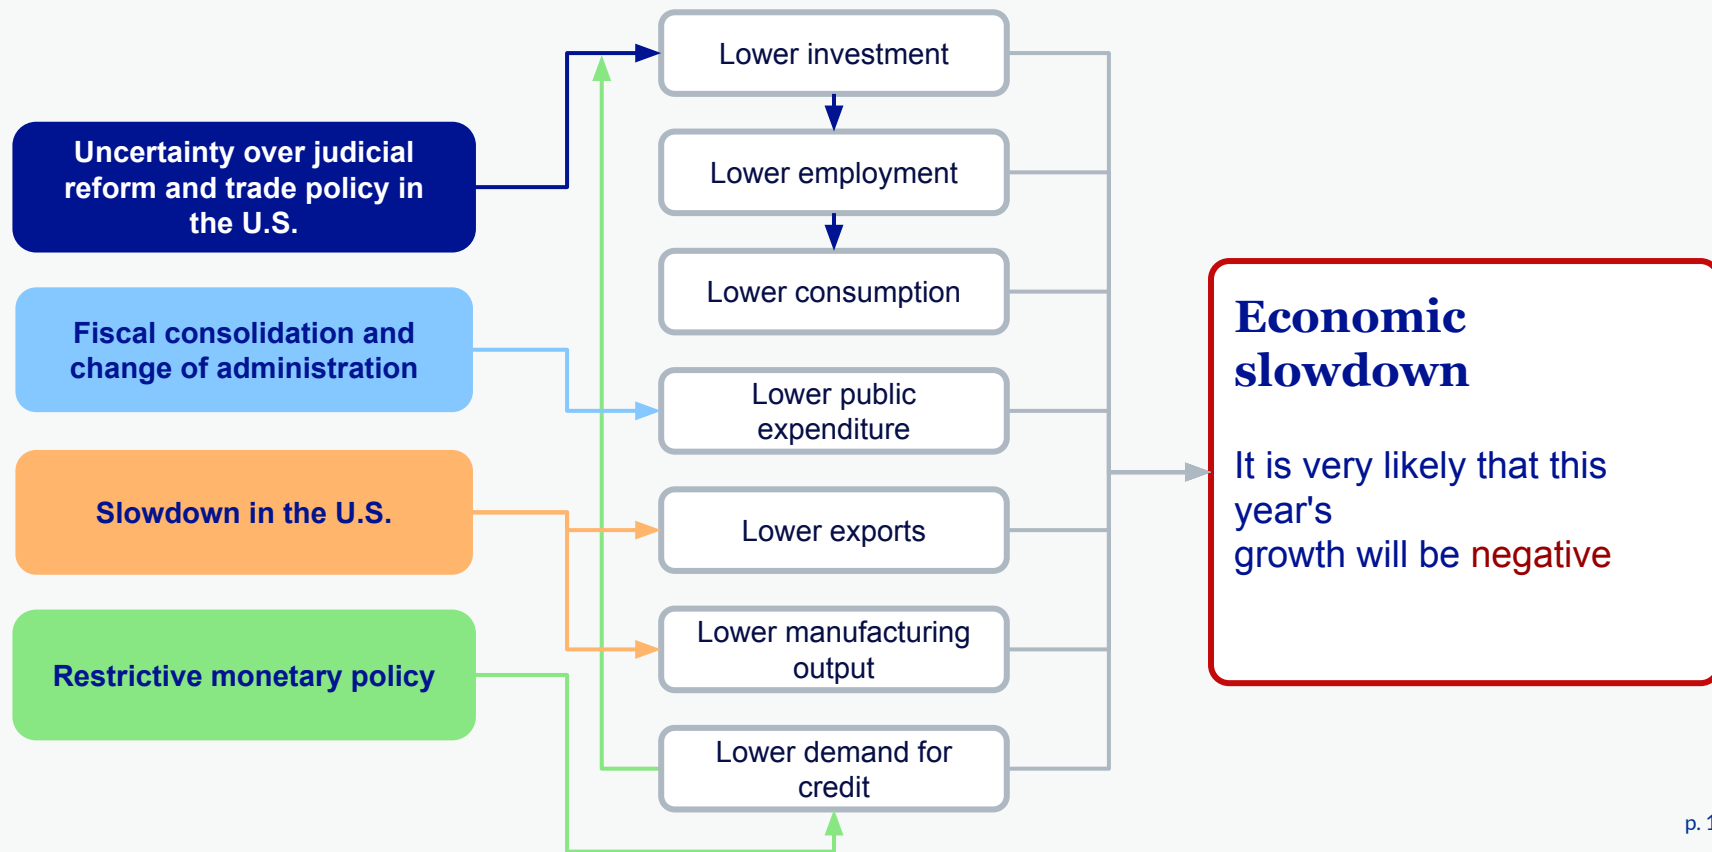 Uncertainty over judicial
reform and trade policy in
the U.S.
Fiscal consolidation and
change of administration
Slowdown in the U.S.
Restrictive monetary policy
Lower investment
Lower employment
Lower consumption
Lower public
expenditure
Lower exports
Lower manufacturing
output
Lower demand for
credit
Economic
slowdown
It is very likely that this
year's
growth will be negative
p. 1